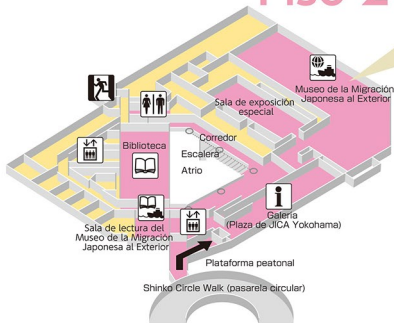 Piso 2
Museo de la Migración
Japonesa al Exterior
Sala de exposición
especial
Corredor
Biblioteca
Escalera
Atrio
Galería
(Plaza de JICA Yokohama)
Sala de lectura del
Museo de la Migración
Japonesa al Exterior
Plataforma peatonal
Shinko Circle Walk (pasarela circular)